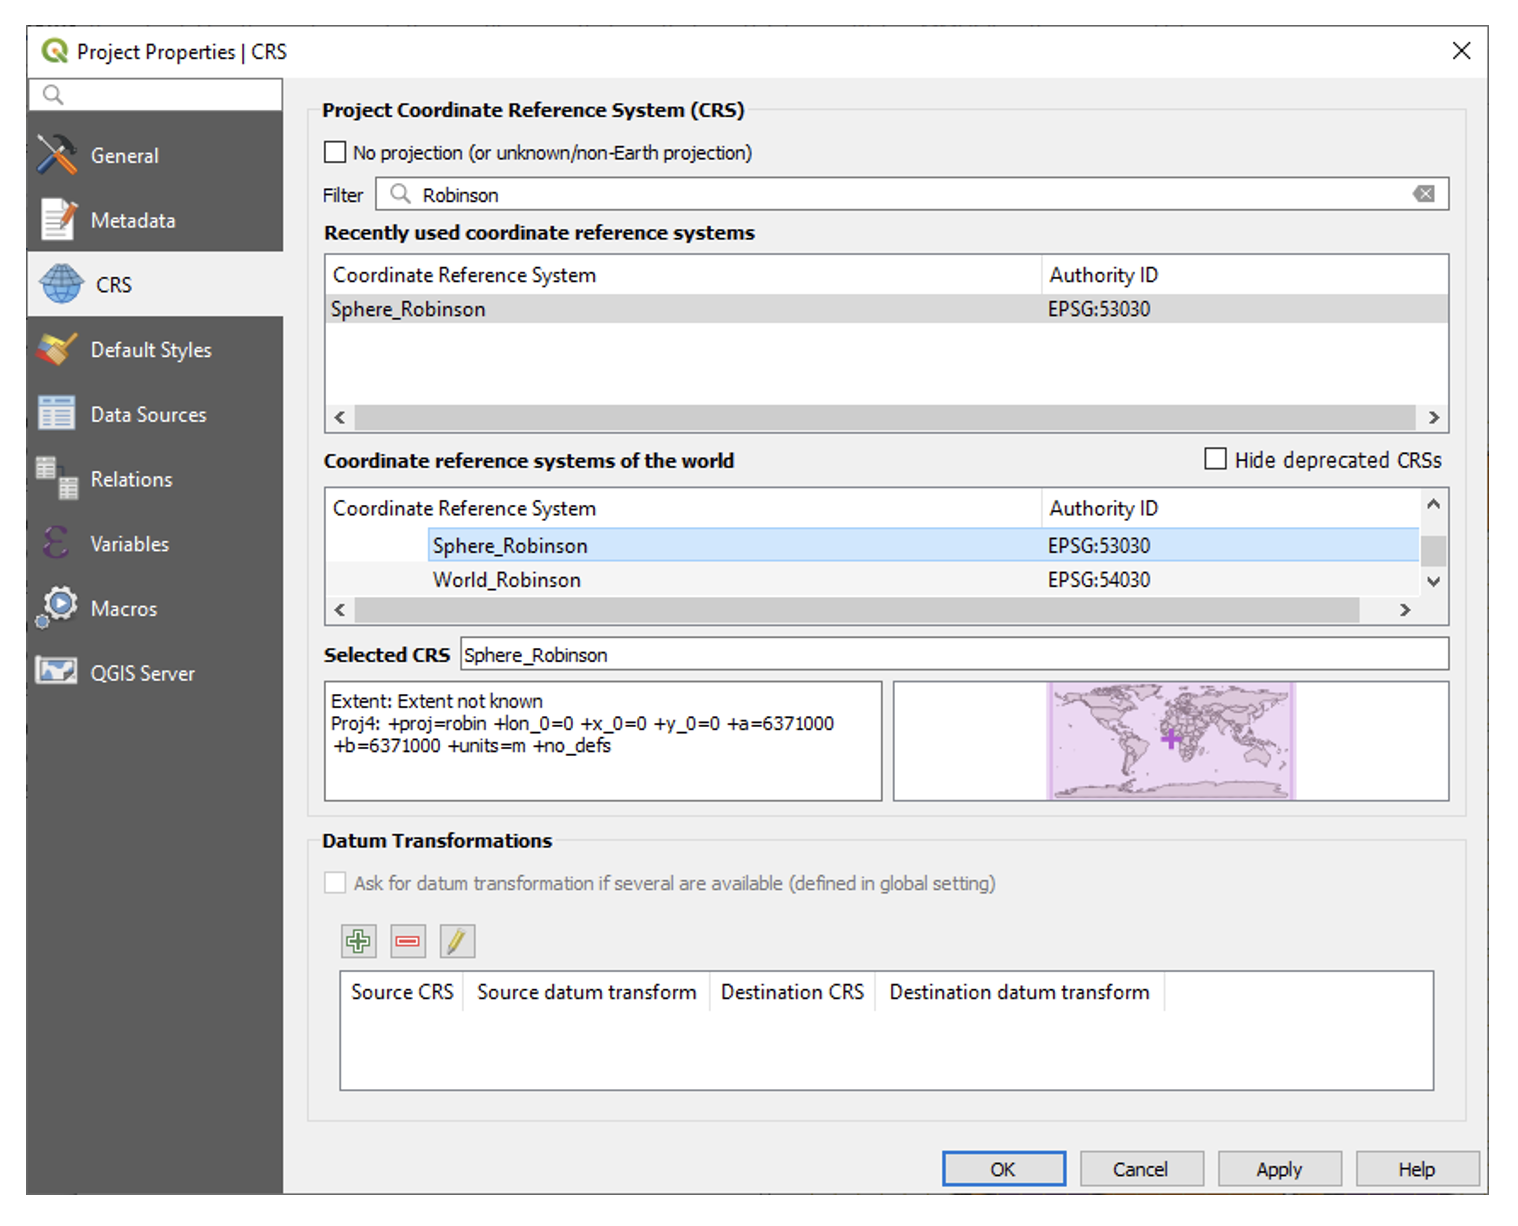 Project Properties | CRS
General
Metadata
CRS
Default Styles
Data Sources
Relations
Variables
Macros
QGIS Server
Project Coordinate Reference System (CRS)
No projection (or unknown/non-Earth projection)
Filter Robinson
Recently used coordinate reference systems
Coordinate Reference System Authority ID
Sphere_Robinson EPSG:53030
Coordinate reference systems of the world Hide deprecated CRSs
Coordinate Reference System Authority ID
Sphere_Robinson EPSG:53030
World_Robinson EPSG:54030
Selected CRS Sphere_Robinson
Extent: Extent not known
Proj4: +proj=robin +lon_0=0 +x_0=0 +y_0=0 +a=6371000
+b=6371000 +units=m +no_defs
Datum Transformations
Ask for datum transformation if several are available (defined in global setting)
Source CRS Source datum transform Destination CRS Destination datum transform
OK Cancel Apply Help